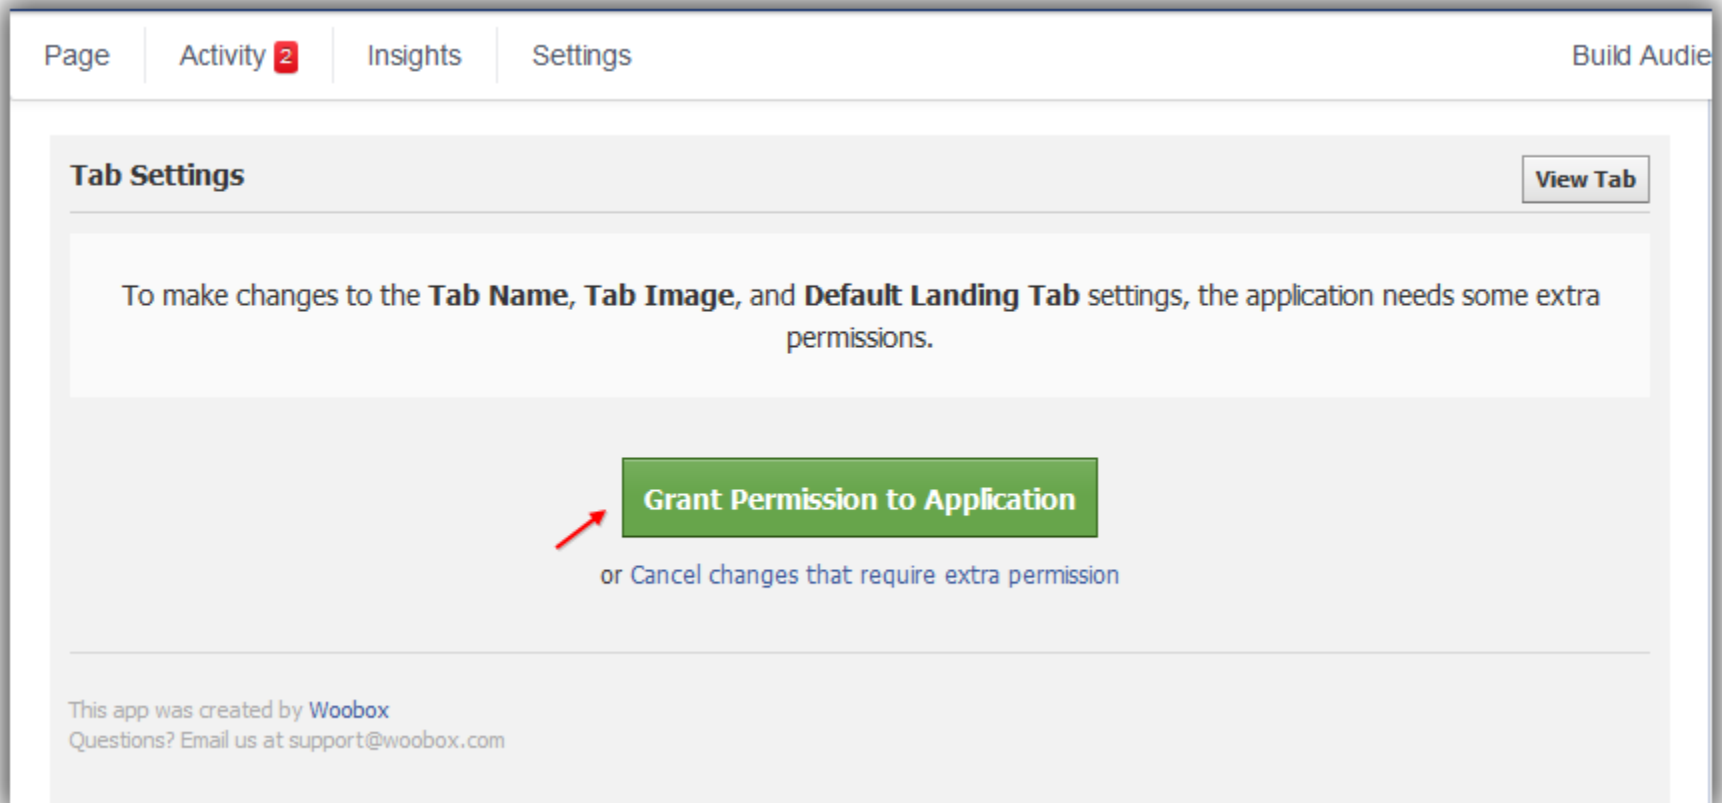 Page Activity 2 Insights Settings Build Audie
Tab Settings
View Tab
To make changes to the Tab Name, Tab Image, and Default Landing Tab settings, the application needs some extra
permissions.
Grant Permission to Application
or Cancel changes that require extra permission
This app was created by Woobox
Questions? Email us at support@woobox.com